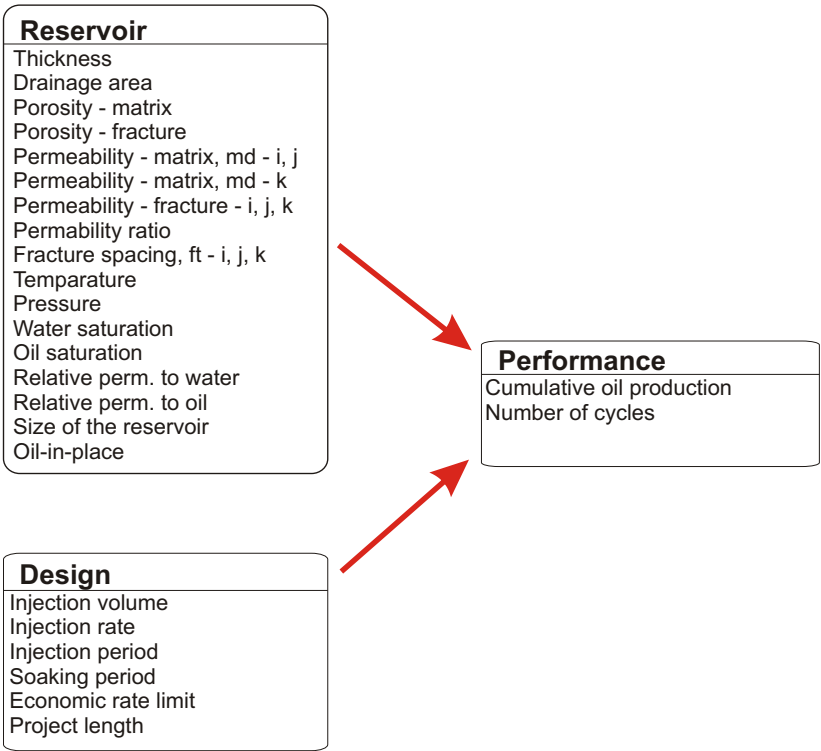 Reservoir
Thickness
Drainage area
Porosity - matrix
Porosity - fracture
Permeability - matrix, md - i, j
Permeability - matrix, md - k
Permeability - fracture - i, j, k
Permability ratio
Fracture spacing, ft - i, j, k
Temparature
Pressure
Water saturation
Oil saturation
Relative perm. to water
Relative perm. to oil
Size of the reservoir
Oil-in-place
Performance
Cumulative oil production
Number of cycles
Design
Injection volume
Injection rate
Injection period
Soaking period
Economic rate limit
Project length